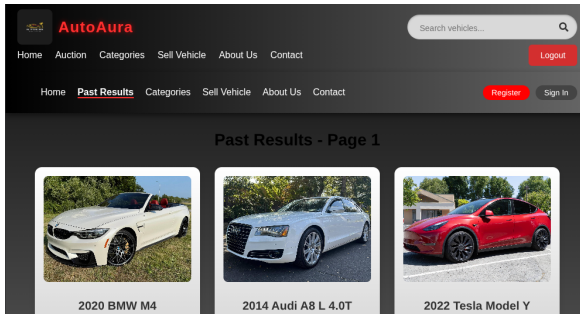 AutoAura
Search vehicles...
Home Auction Categories Sell Vehicle About Us Contact
Logout
Home Past Results Categories Sell Vehicle About Us Contact
Register Sign In
Past Results - Page 1
2020 BMW M4
2014 Audi A8 L 4.0T
2022 Tesla Model Y